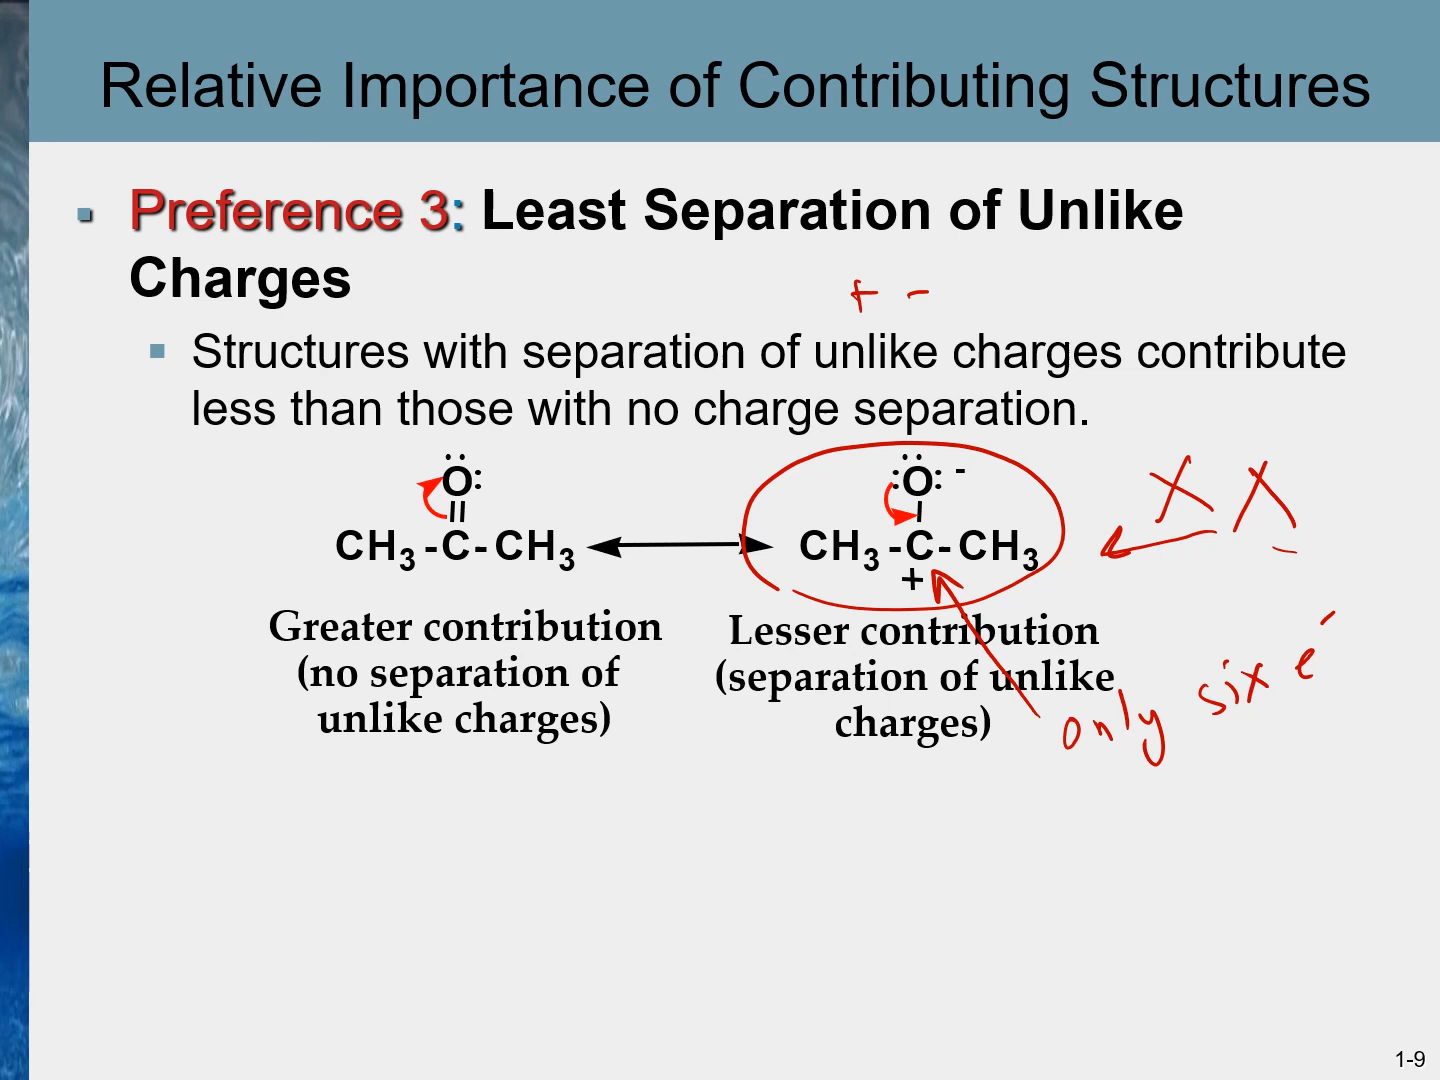 Relative Importance of Contributing Structures
▪ Preference 3: Least Separation of Unlike
Charges
+ -
▪ Structures with separation of unlike charges contribute
less than those with no charge separation.
O O -
X X
CH3 -C- CH3 CH3 -C- CH3
+
Greater contribution Lesser contribution
(no separation of (separation of unlike
unlike charges) charges)
only six e-
1-9